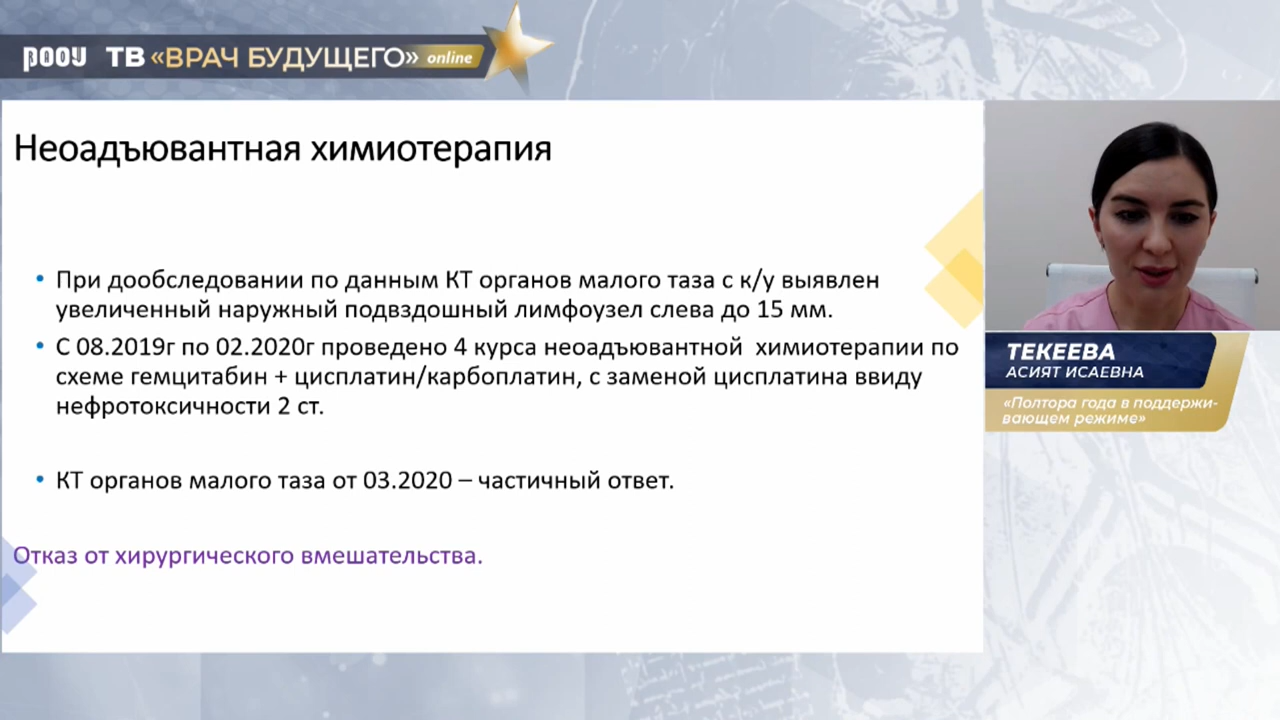 РООУ ТВ «ВРАЧ БУДУЩЕГО» online
Неоадъювантная химиотерапия
• При дообследовании по данным КТ органов малого таза с к/у выявлен
увеличенный наружный подвздошный лимфоузел слева до 15 мм.
• С 08.2019г по 02.2020г проведено 4 курса неоадъювантной химиотерапии по
схеме гемцитабин + цисплатин/карбоплатин, с заменой цисплатина ввиду
нефротоксичности 2 ст.
• КТ органов малого таза от 03.2020 – частичный ответ.
Отказ от хирургического вмешательства.
ТЕКЕЕВА
АСИЯТ ИСАЕВНА
«Полтора года в поддержи-
вающем режиме»